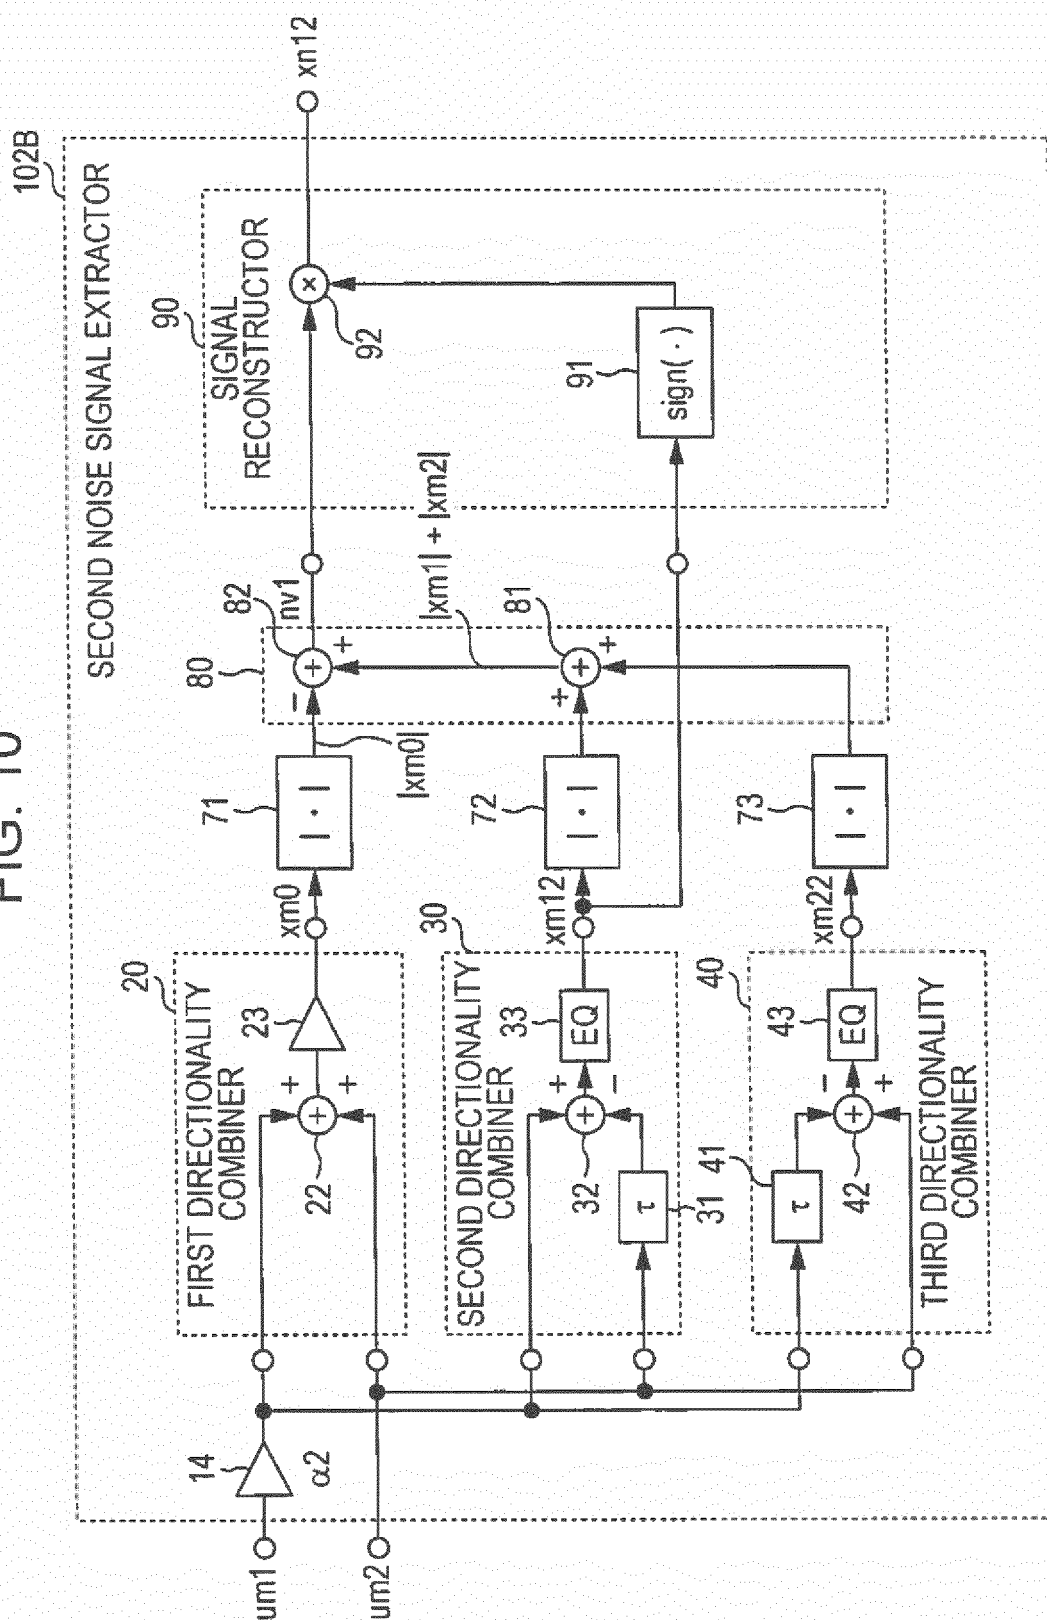 FIG. 10
102B
SECOND NOISE SIGNAL EXTRACTOR
um1
14
α2
um2
20
FIRST DIRECTIONALITY
COMBINER
22
+
+
+
23
xm0
71
| · |
|xm0|
30
SECOND DIRECTIONALITY
COMBINER
τ
31
32
+
+
−
33
EQ
xm12
72
| · |
40
THIRD DIRECTIONALITY
COMBINER
41
τ
42
+
−
+
43
EQ
xm22
73
| · |
80
82
−
+
+
nv1
|xm1| + |xm2|
81
+
+
+
90
SIGNAL
RECONSTRUCTOR
×
92
91
sign( · )
xn12